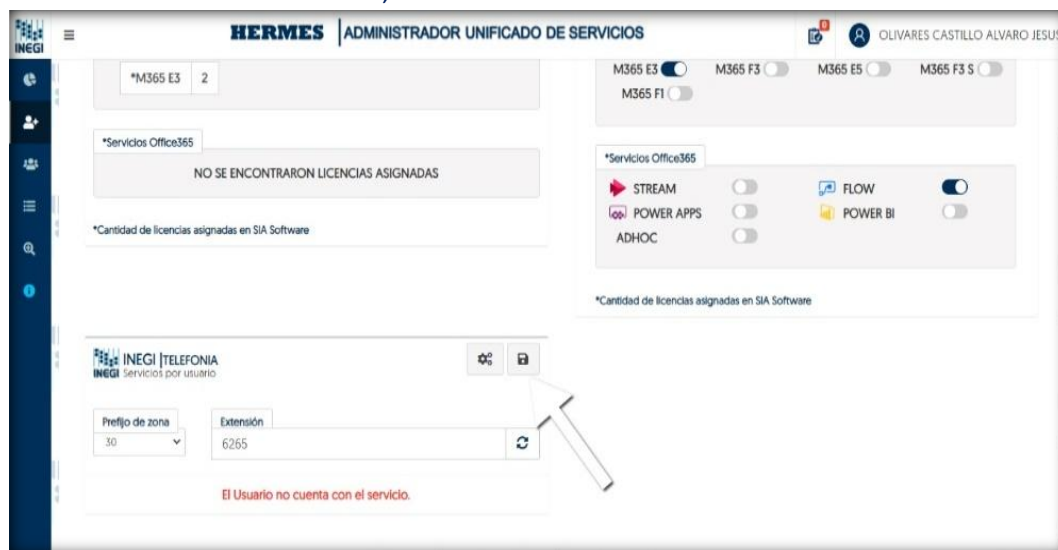 INEGI
HERMES | ADMINISTRADOR UNIFICADO DE SERVICIOS
0
OLIVARES CASTILLO ALVARO JESUS
*M365 E3 2
*Servicios Office365
NO SE ENCONTRARON LICENCIAS ASIGNADAS
*Cantidad de licencias asignadas en SIA Software
M365 E3 M365 F3 M365 E5 M365 F3 S
M365 F1
*Servicios Office365
STREAM FLOW
POWER APPS POWER BI
ADHOC
*Cantidad de licencias asignadas en SIA Software
INEGI INEGI |TELEFONIA
Servicios por usuario
Prefijo de zona Extensión
30 6265
El Usuario no cuenta con el servicio.